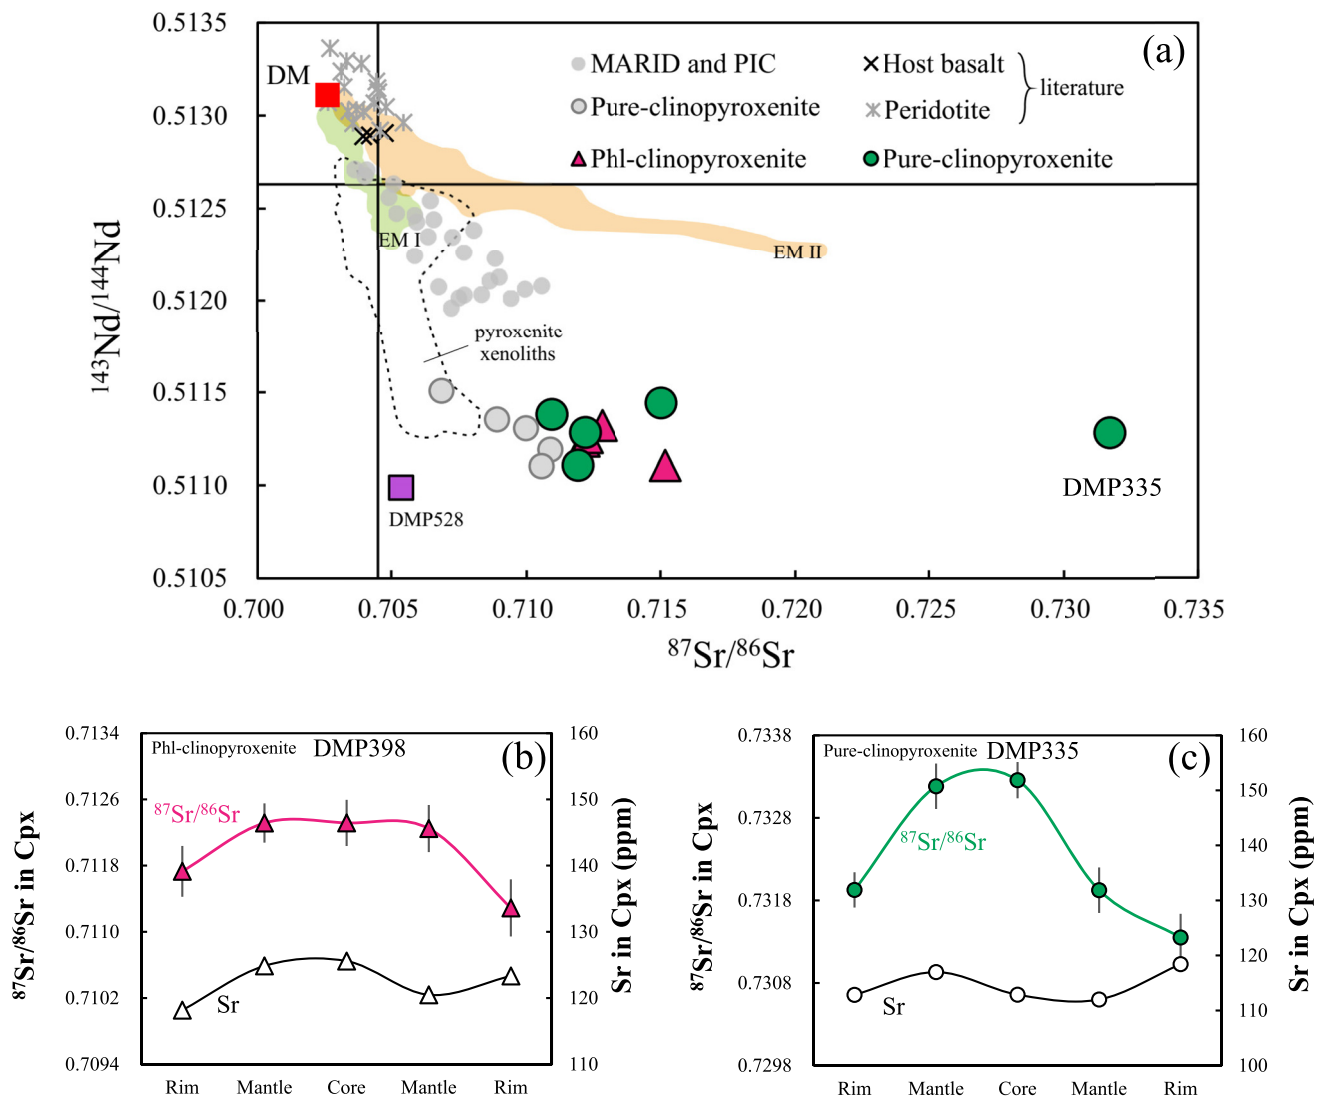 (a)
0.5135
0.5130
0.5125
0.5120
0.5115
0.5110
0.5105
143Nd/144Nd
DM
MARID and PIC
Host basalt
Pure-clinopyroxenite
Peridotite
literature
Phl-clinopyroxenite
Pure-clinopyroxenite
EM I
EM II
pyroxenite
xenoliths
DMP528
DMP335
0.700 0.705 0.710 0.715 0.720 0.725 0.730 0.735
87Sr/86Sr
Phl-clinopyroxenite DMP398 (b)
0.7134
0.7126
0.7118
0.7110
0.7102
0.7094
87Sr/86Sr in Cpx
87Sr/86Sr
Sr
160
150
140
130
120
110
Sr in Cpx (ppm)
Rim Mantle Core Mantle Rim
Pure-clinopyroxenite DMP335 (c)
0.7338
0.7328
0.7318
0.7308
0.7298
87Sr/86Sr in Cpx
87Sr/86Sr
Sr
160
150
140
130
120
110
100
Sr in Cpx (ppm)
Rim Mantle Core Mantle Rim